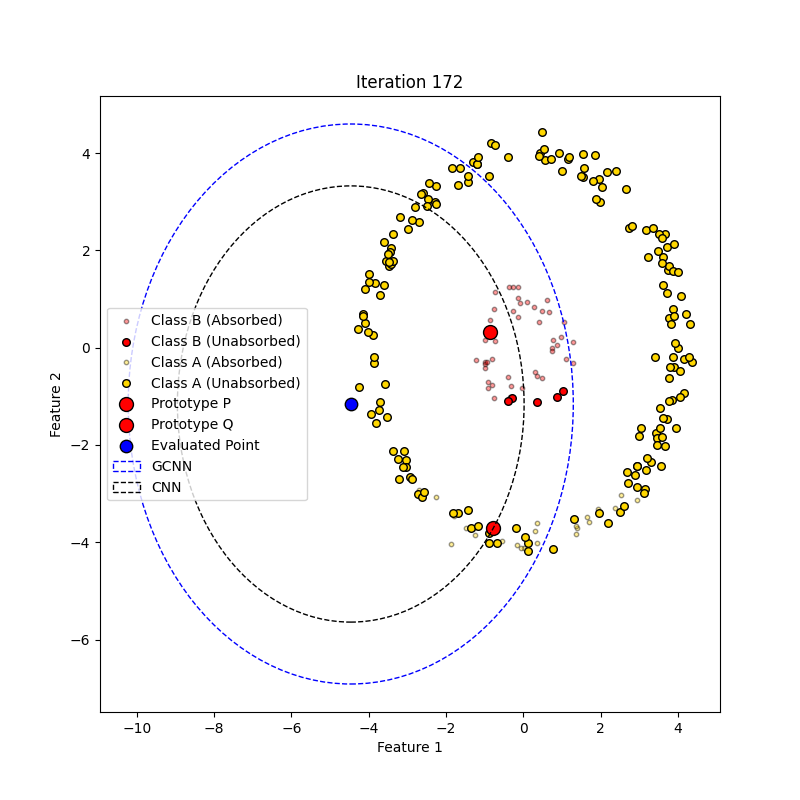 Iteration 172
4
2
0
−2
−4
−6
Feature 2
Class B (Absorbed)
Class B (Unabsorbed)
Class A (Absorbed)
Class A (Unabsorbed)
Prototype P
Prototype Q
Evaluated Point
GCNN
CNN
−10 −8 −6 −4 −2 0 2 4
Feature 1